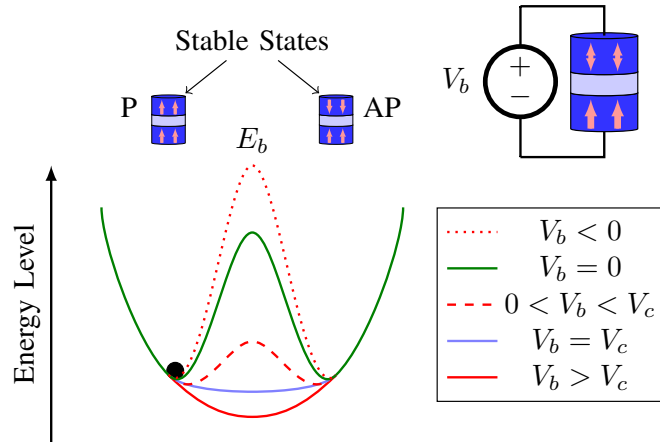 Stable States
P
AP
E_b
V_b
+
−
Energy Level
V_b < 0
V_b = 0
0 < V_b < V_c
V_b = V_c
V_b > V_c